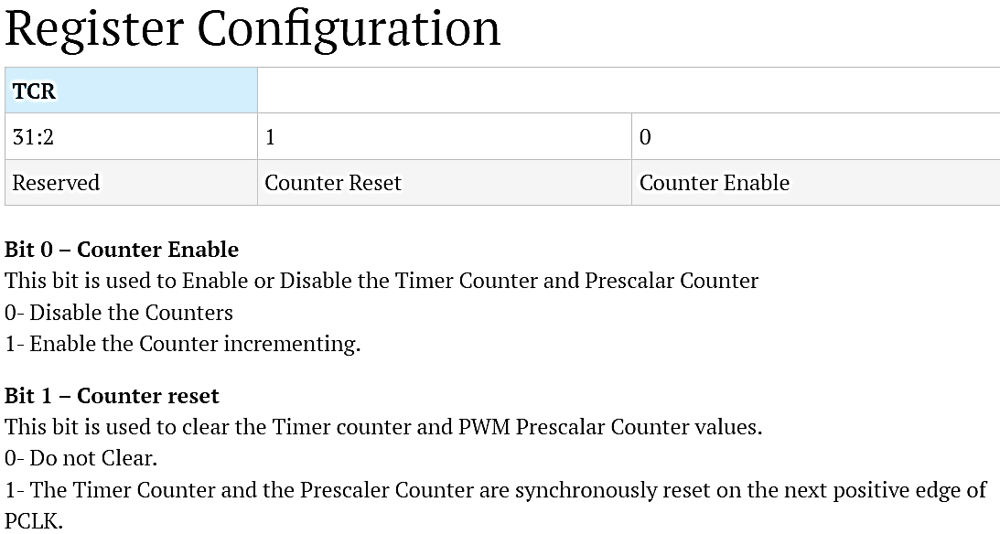 Register Configuration
TCR
31:2 1 0
Reserved Counter Reset Counter Enable
Bit 0 – Counter Enable
This bit is used to Enable or Disable the Timer Counter and Prescalar Counter
0- Disable the Counters
1- Enable the Counter incrementing.
Bit 1 – Counter reset
This bit is used to clear the Timer counter and PWM Prescalar Counter values.
0- Do not Clear.
1- The Timer Counter and the Prescaler Counter are synchronously reset on the next positive edge of
PCLK.